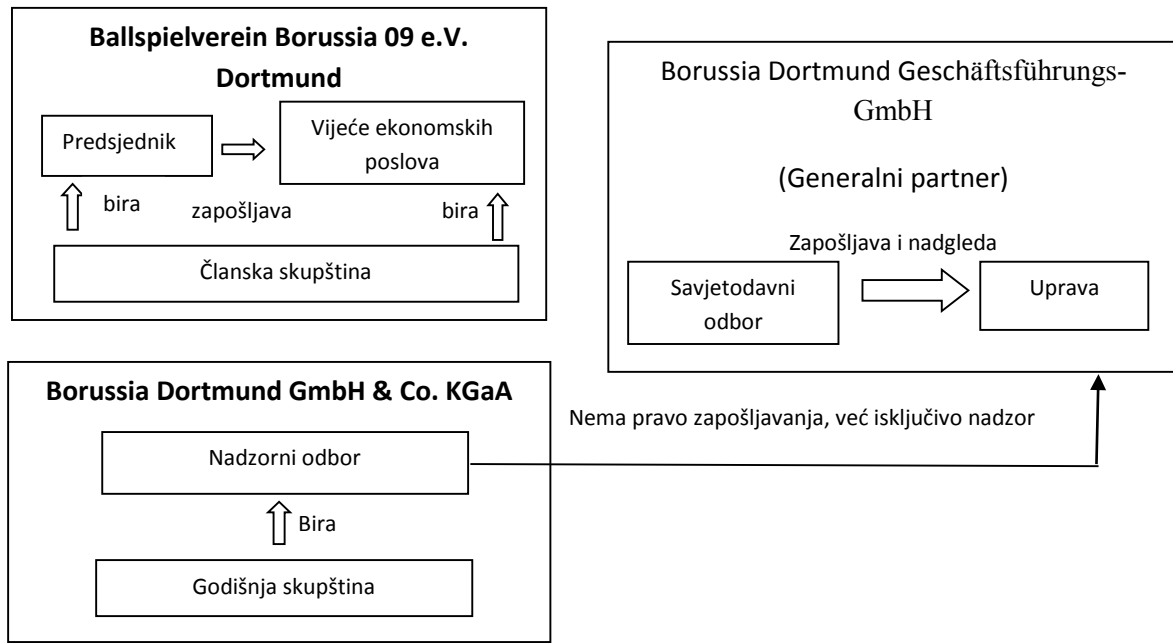 Ballspielverein Borussia 09 e.V.
Dortmund
Predsjednik
Vijeće ekonomskih
poslova
bira
zapošljava
bira
Članska skupština
Borussia Dortmund Geschäftsführungs-
GmbH
(Generalni partner)
Zapošljava i nadgleda
Savjetodavni
odbor
Uprava
Borussia Dortmund GmbH & Co. KGaA
Nadzorni odbor
Nema pravo zapošljavanja, već isključivo nadzor
Bira
Godišnja skupština